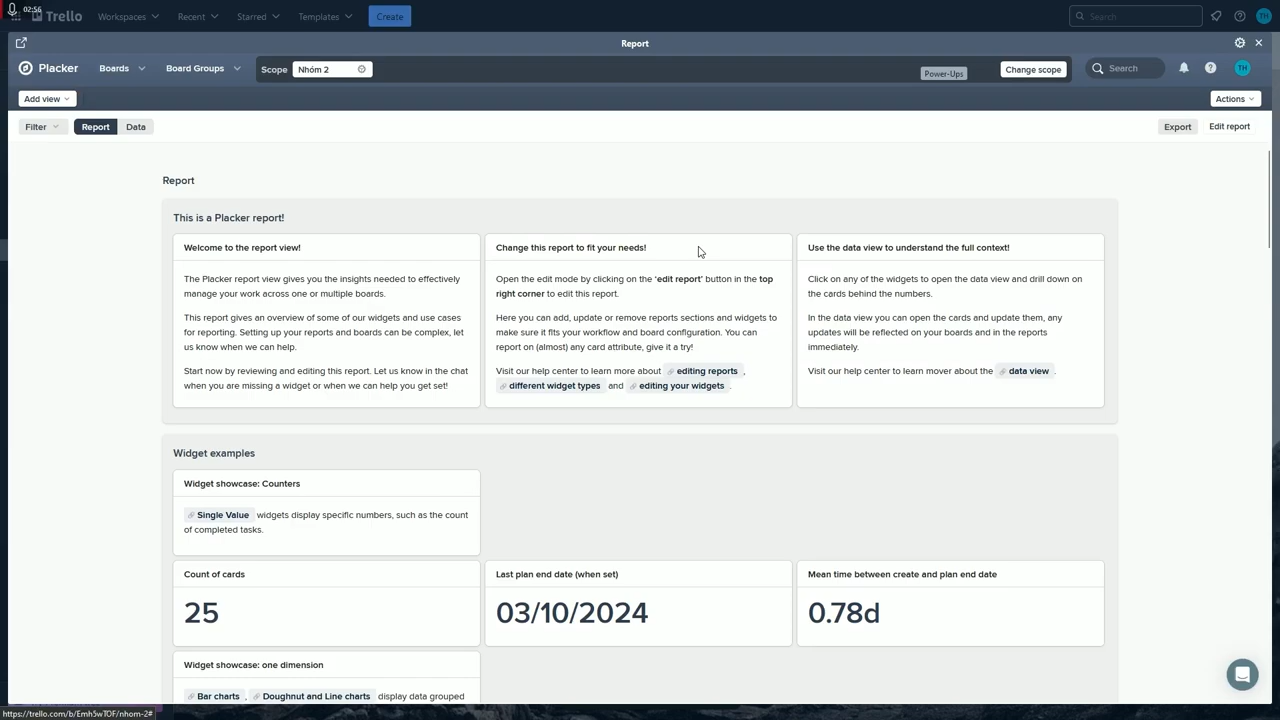 02:56
Trello
Workspaces
Recent
Starred
Templates
Create
Search
TH
Report
Placker
Boards
Board Groups
Scope
Nhóm 2
Power-Ups
Change scope
Search
TH
Add view
Actions
Filter
Report
Data
Export
Edit report
Report
This is a Placker report!
Welcome to the report view!
The Placker report view gives you the insights needed to effectively
manage your work across one or multiple boards.
This report gives an overview of some of our widgets and use cases
for reporting. Setting up your reports and boards can be complex, let
us know when we can help.
Start now by reviewing and editing this report. Let us know in the chat
when you are missing a widget or when we can help you get set!
Change this report to fit your needs!
Open the edit mode by clicking on the 'edit report' button in the top
right corner to edit this report.
Here you can add, update or remove reports sections and widgets to
make sure it fits your workflow and board configuration. You can
report on (almost) any card attribute, give it a try!
Visit our help center to learn more about editing reports,
different widget types and editing your widgets.
Use the data view to understand the full context!
Click on any of the widgets to open the data view and drill down on
the cards behind the numbers.
In the data view you can open the cards and update them, any
updates will be reflected on your boards and in the reports
immediately.
Visit our help center to learn mover about the data view.
Widget examples
Widget showcase: Counters
Single Value widgets display specific numbers, such as the count
of completed tasks.
Count of cards
25
Last plan end date (when set)
03/10/2024
Mean time between create and plan end date
0.78d
Widget showcase: one dimension
Bar charts, Doughnut and Line charts display data grouped
https://trello.com/b/Emh5wTOF/nhom-2#